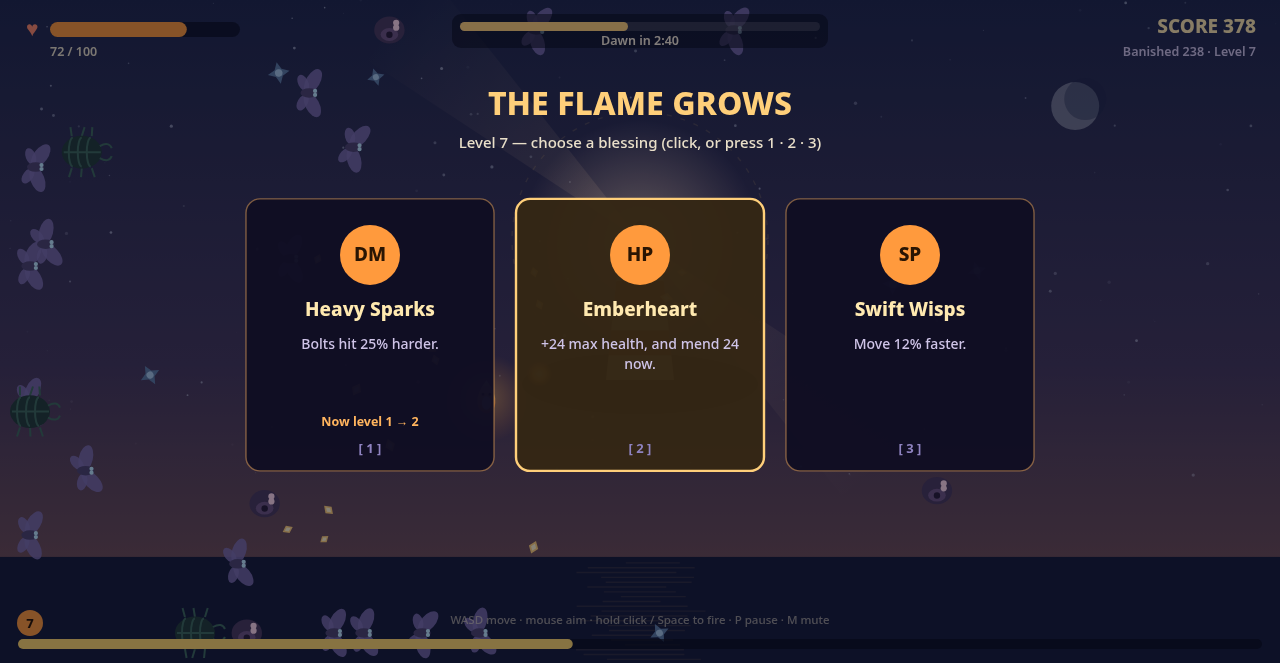 ♥
72 / 100
Dawn in 2:40
SCORE 378
Banished 238 · Level 7
THE FLAME GROWS
Level 7 — choose a blessing (click, or press 1 · 2 · 3)
DM
Heavy Sparks
Bolts hit 25% harder.
Now level 1 → 2
[ 1 ]
HP
Emberheart
+24 max health, and mend 24
now.
[ 2 ]
SP
Swift Wisps
Move 12% faster.
[ 3 ]
7
WASD move · mouse aim · hold click / Space to fire · P pause · M mute